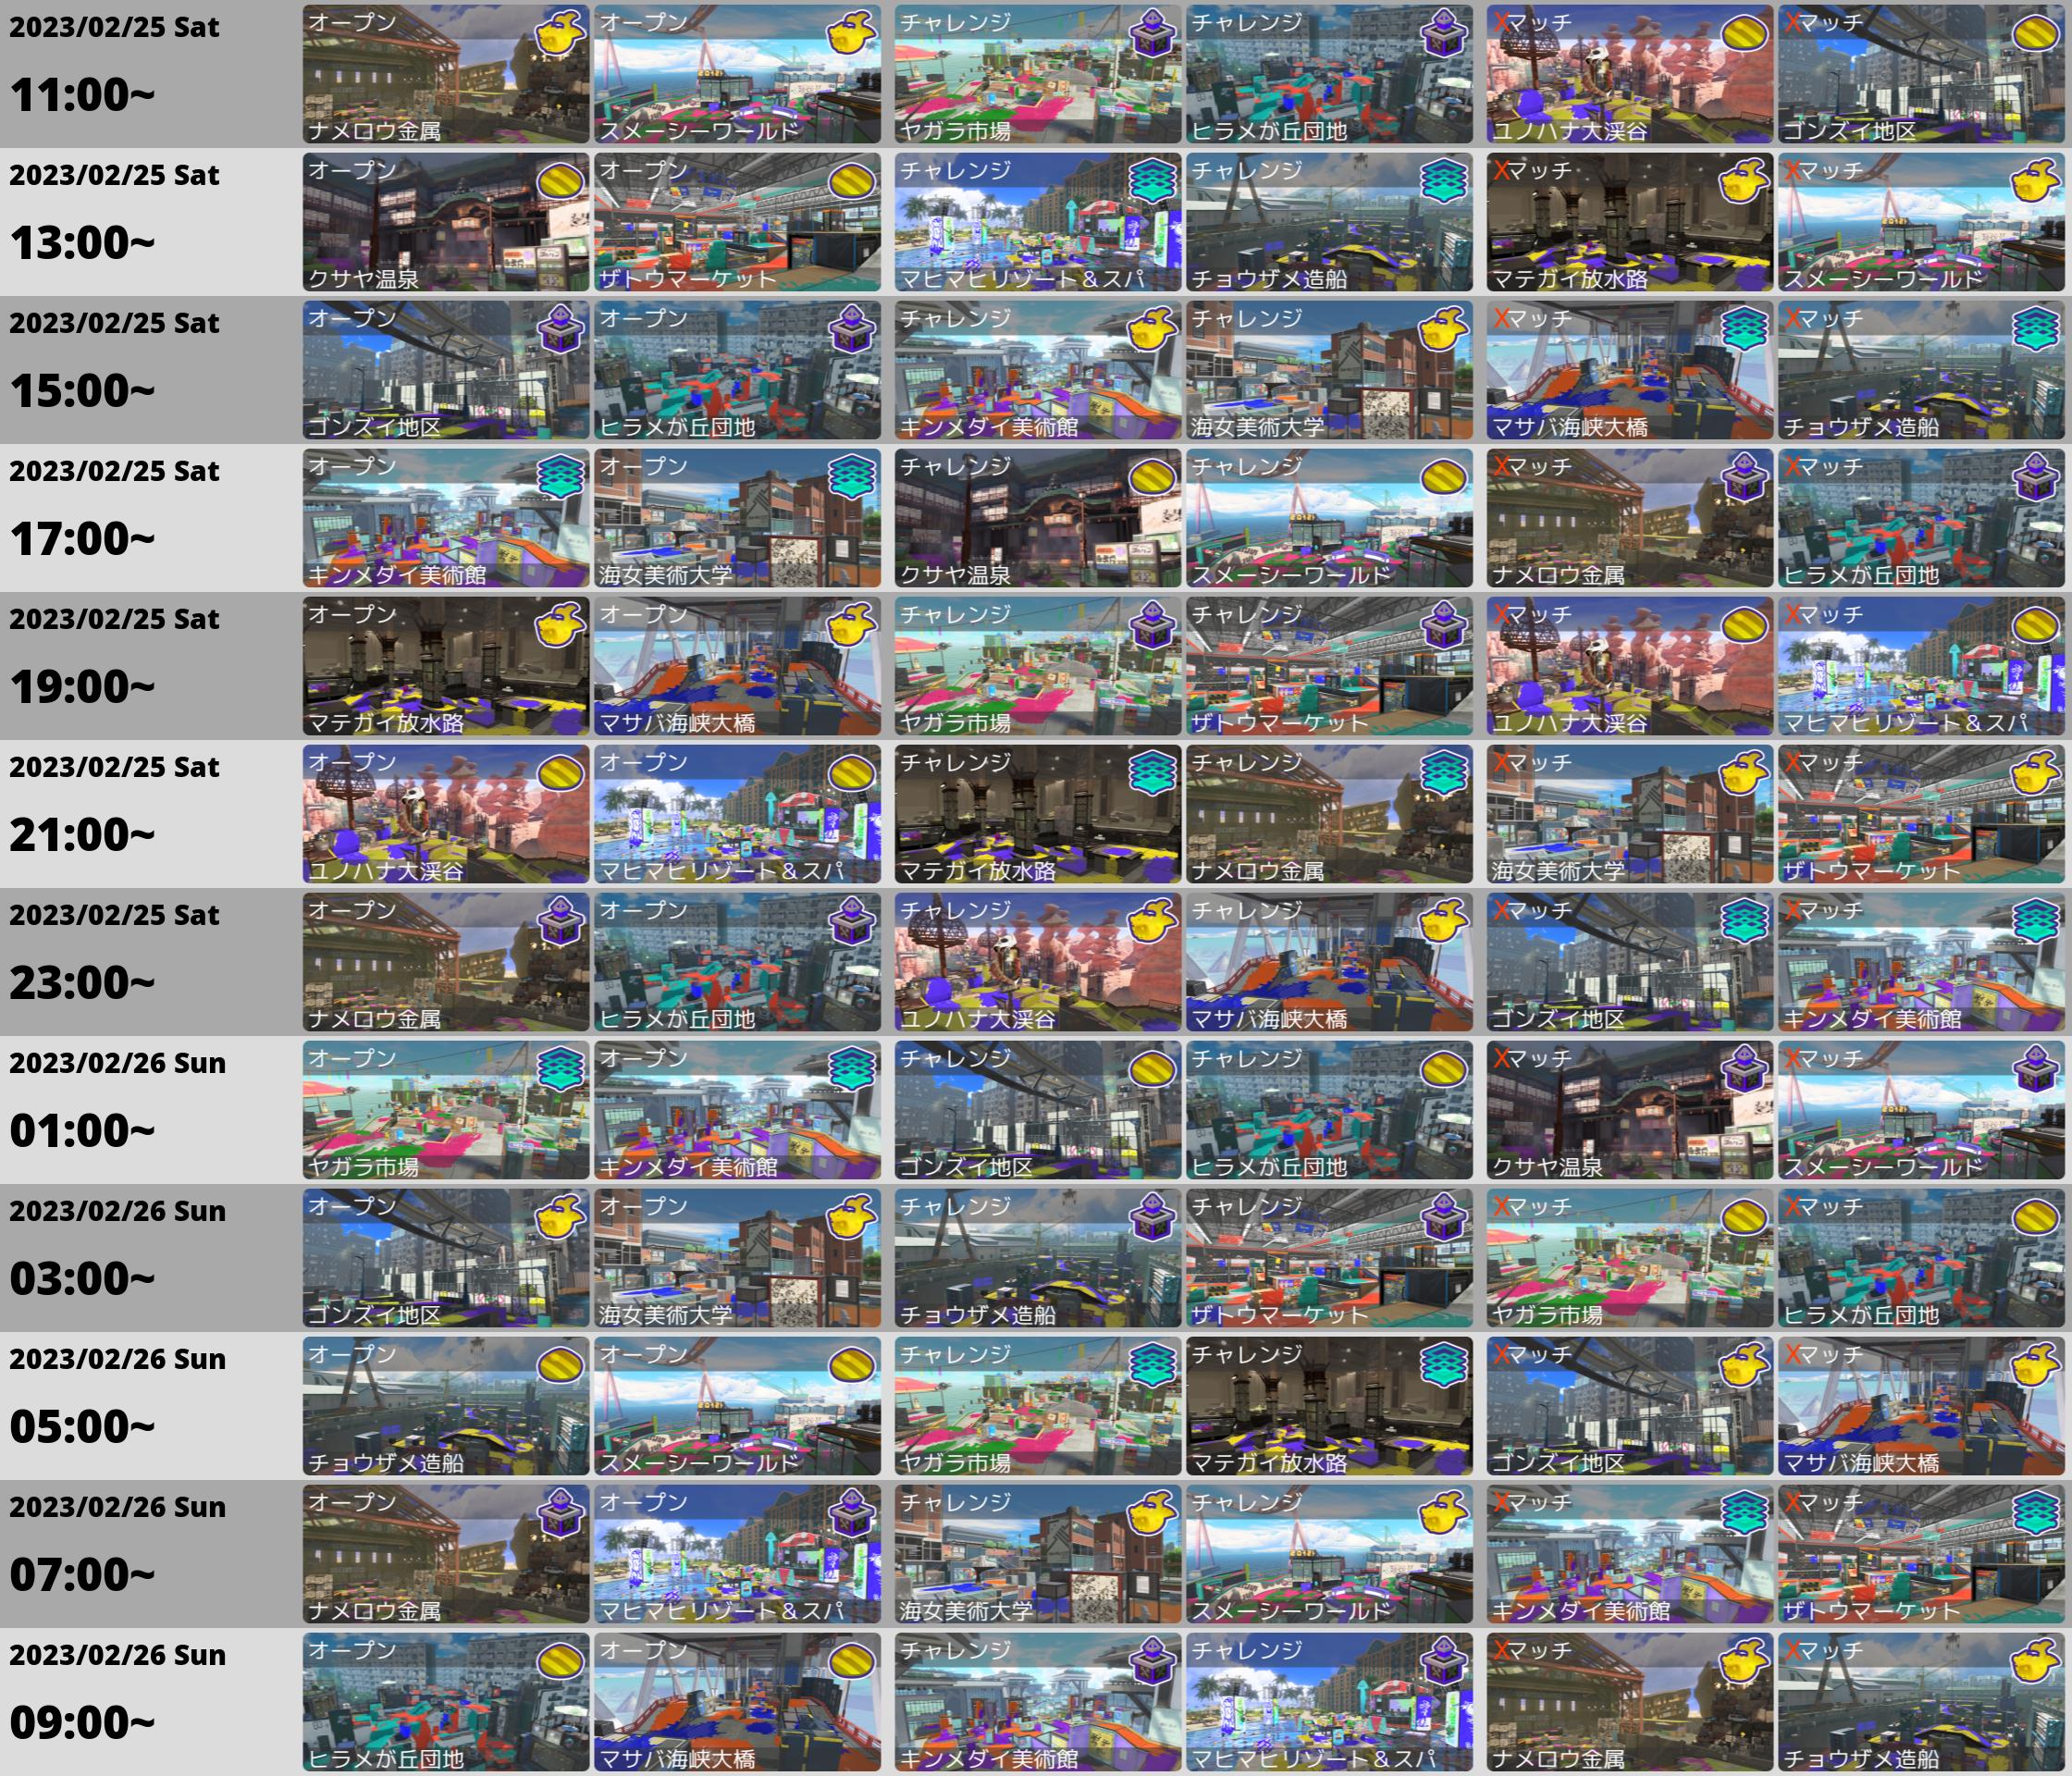 2023/02/25 Sat
11:00~
オープン オープン チャレンジ チャレンジ Xマッチ Xマッチ
ナメロウ金属 スメーシーワールド ヤガラ市場 ヒラメが丘団地 ユノハナ大渓谷 ゴンズイ地区
2023/02/25 Sat
13:00~
オープン オープン チャレンジ チャレンジ Xマッチ Xマッチ
クサヤ温泉 ザトウマーケット マヒマヒリゾート&スパ チョウザメ造船 マテガイ放水路 スメーシーワールド
2023/02/25 Sat
15:00~
オープン オープン チャレンジ チャレンジ Xマッチ Xマッチ
ゴンズイ地区 ヒラメが丘団地 キンメダイ美術館 海女美術大学 マサバ海峡大橋 チョウザメ造船
2023/02/25 Sat
17:00~
オープン オープン チャレンジ チャレンジ Xマッチ Xマッチ
キンメダイ美術館 海女美術大学 クサヤ温泉 スメーシーワールド ナメロウ金属 ヒラメが丘団地
2023/02/25 Sat
19:00~
オープン オープン チャレンジ チャレンジ Xマッチ Xマッチ
マテガイ放水路 マサバ海峡大橋 ヤガラ市場 ザトウマーケット ユノハナ大渓谷 マヒマヒリゾート&スパ
2023/02/25 Sat
21:00~
オープン オープン チャレンジ チャレンジ Xマッチ Xマッチ
ユノハナ大渓谷 マヒマヒリゾート&スパ マテガイ放水路 ナメロウ金属 海女美術大学 ザトウマーケット
2023/02/25 Sat
23:00~
オープン オープン チャレンジ チャレンジ Xマッチ Xマッチ
ナメロウ金属 ヒラメが丘団地 ユノハナ大渓谷 マサバ海峡大橋 ゴンズイ地区 キンメダイ美術館
2023/02/26 Sun
01:00~
オープン オープン チャレンジ チャレンジ Xマッチ Xマッチ
ヤガラ市場 キンメダイ美術館 ゴンズイ地区 ヒラメが丘団地 クサヤ温泉 スメーシーワールド
2023/02/26 Sun
03:00~
オープン オープン チャレンジ チャレンジ Xマッチ Xマッチ
ゴンズイ地区 海女美術大学 チョウザメ造船 ザトウマーケット ヤガラ市場 ヒラメが丘団地
2023/02/26 Sun
05:00~
オープン オープン チャレンジ チャレンジ Xマッチ Xマッチ
チョウザメ造船 スメーシーワールド ヤガラ市場 マテガイ放水路 ゴンズイ地区 マサバ海峡大橋
2023/02/26 Sun
07:00~
オープン オープン チャレンジ チャレンジ Xマッチ Xマッチ
ナメロウ金属 マヒマヒリゾート&スパ 海女美術大学 スメーシーワールド キンメダイ美術館 ザトウマーケット
2023/02/26 Sun
09:00~
オープン オープン チャレンジ チャレンジ Xマッチ Xマッチ
ヒラメが丘団地 マサバ海峡大橋 キンメダイ美術館 マヒマヒリゾート&スパ ナメロウ金属 チョウザメ造船